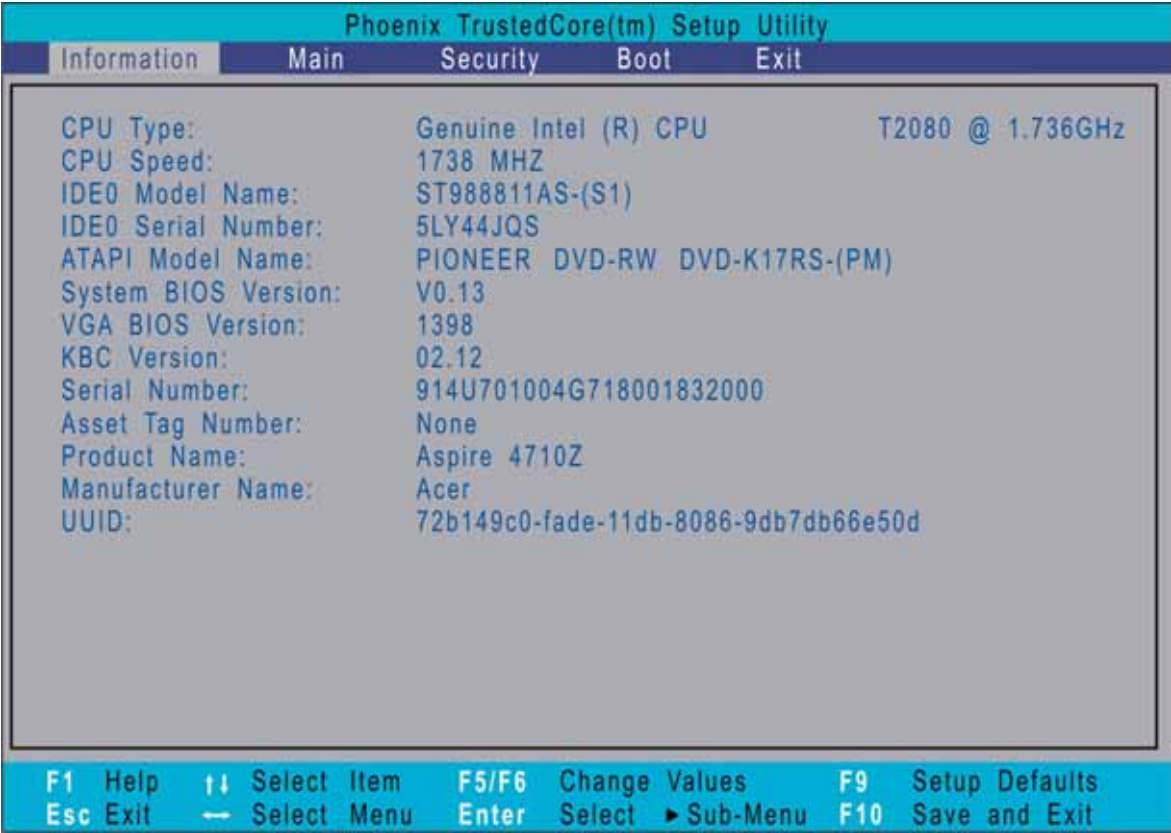 Phoenix TrustedCore(tm) Setup Utility
Information Main Security Boot Exit
CPU Type: Genuine Intel (R) CPU T2080 @ 1.736GHz
CPU Speed: 1738 MHZ
IDE0 Model Name: ST988811AS-(S1)
IDE0 Serial Number: 5LY44JQS
ATAPI Model Name: PIONEER DVD-RW DVD-K17RS-(PM)
System BIOS Version: V0.13
VGA BIOS Version: 1398
KBC Version: 02.12
Serial Number: 914U701004G718001832000
Asset Tag Number: None
Product Name: Aspire 4710Z
Manufacturer Name: Acer
UUID: 72b149c0-fade-11db-8086-9db7db66e50d
F1 Help ↑↓ Select Item F5/F6 Change Values F9 Setup Defaults
Esc Exit ↔ Select Menu Enter Select ►Sub-Menu F10 Save and Exit